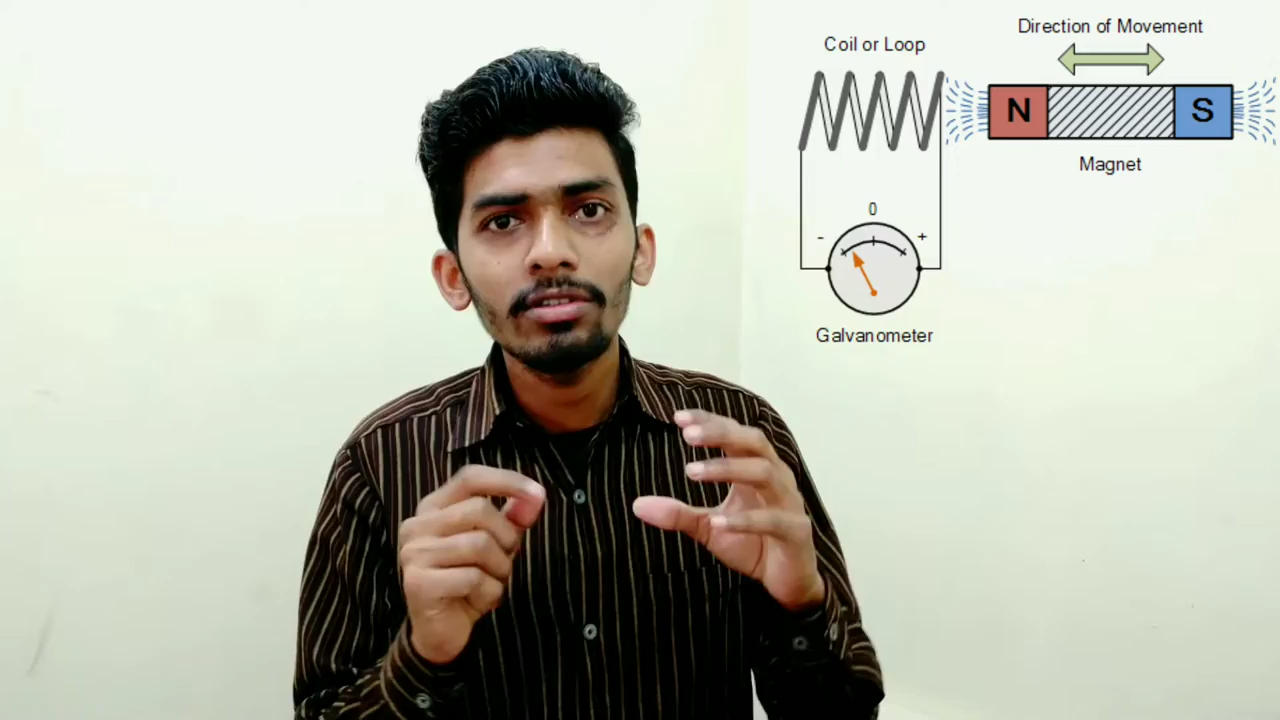 Direction of Movement
Coil or Loop
N
S
Magnet
0
- +
Galvanometer